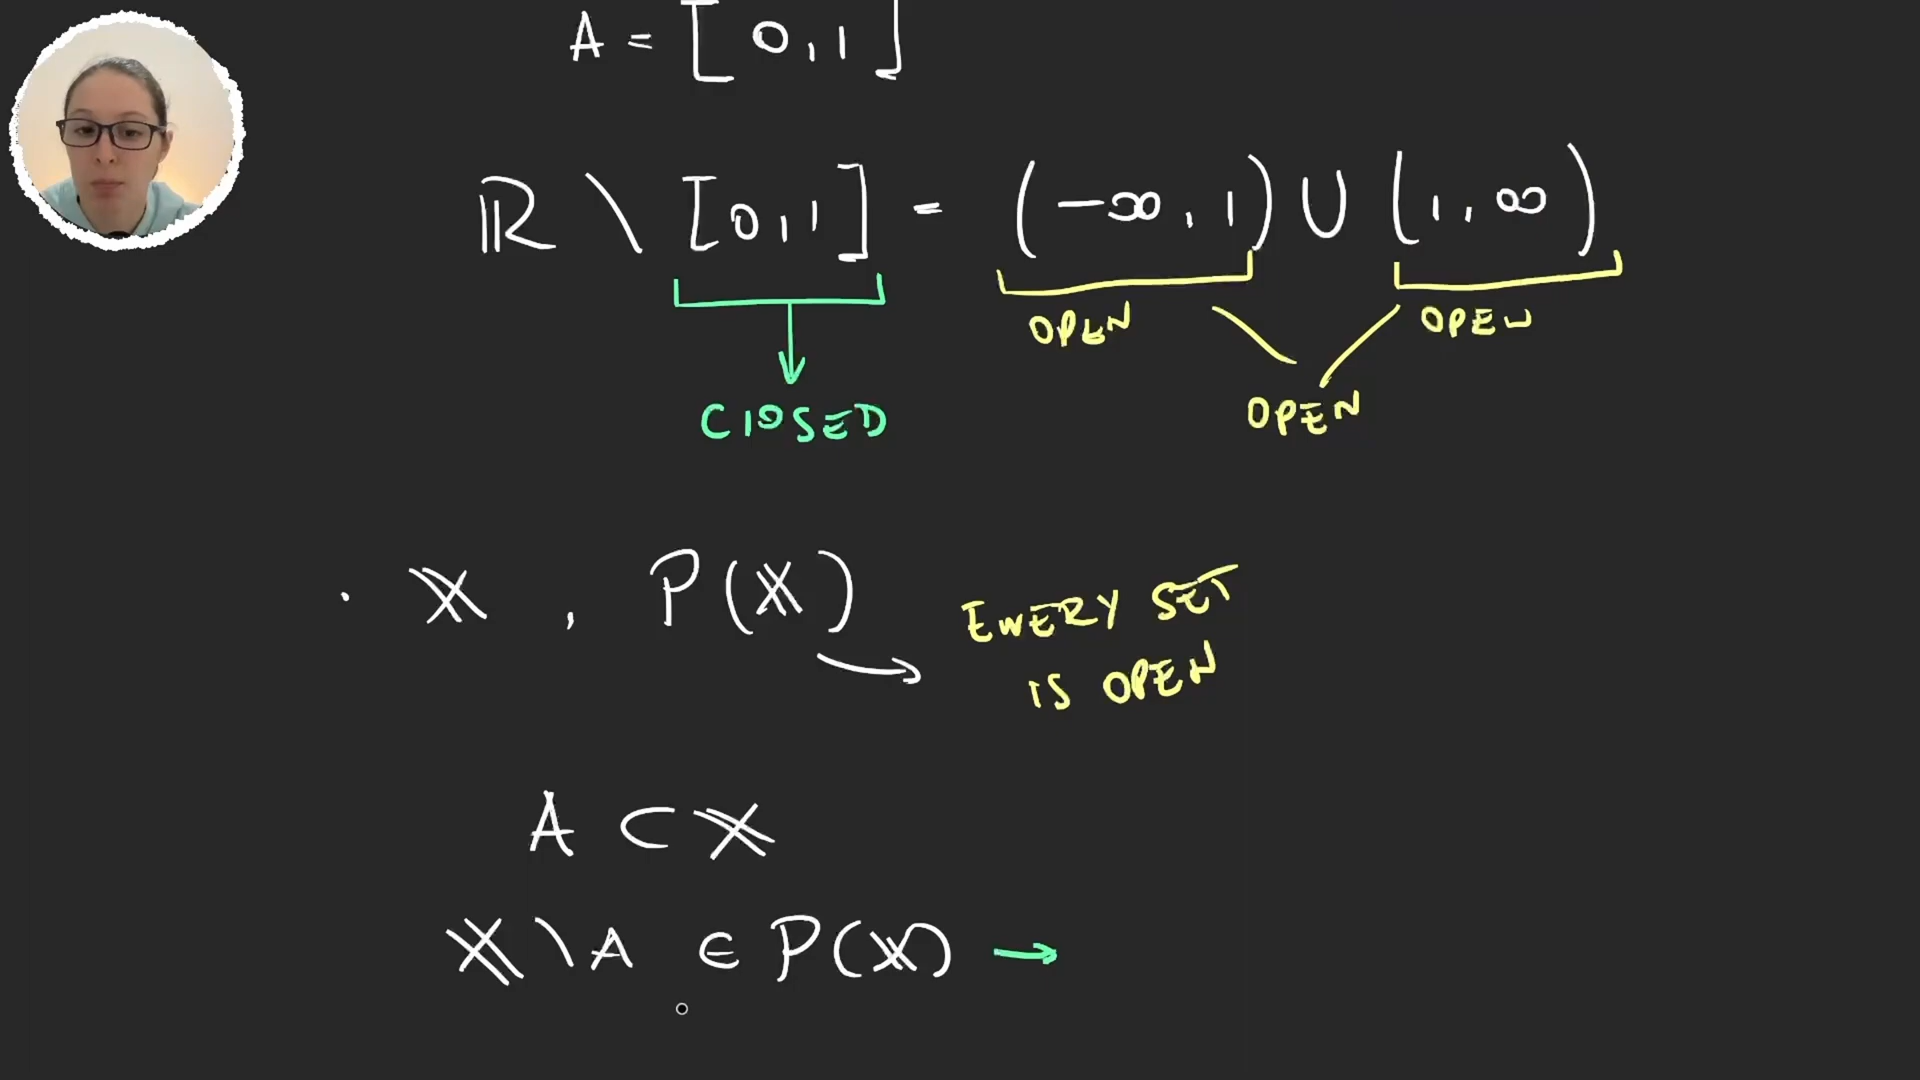 A = [0,1]
ℝ \ [0,1] = (-∞,1) ∪ (1,∞)
OPEN OPEN
CLOSED OPEN
· 𝕏 , P(𝕏) EWERY SET
IS OPEN
A ⊂ 𝕏
𝕏 \ A ∈ P(𝕏) →